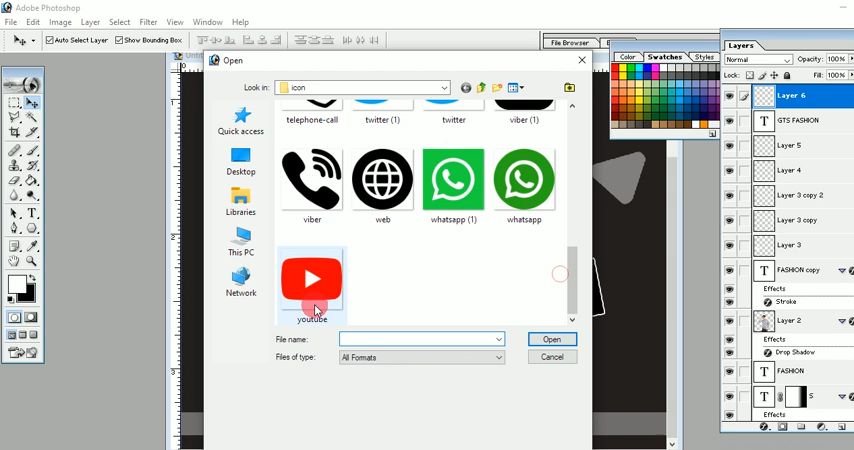 Adobe Photoshop
File Edit Image Layer Select Filter View Window Help
Auto Select Layer Show Bounding Box
File Browser
Open
Look in: icon
Color Swatches Styles
Layers
Normal Opacity: 100%
Lock: Fill: 100%
Quick access
Desktop
Libraries
This PC
Network
telephone-call twitter (1) twitter viber (1)
viber web whatsapp (1) whatsapp
youtube
File name: Open
Files of type: All Formats Cancel
Layer 6
T GTS FASHION
Layer 5
Layer 4
Layer 3 copy 2
Layer 3 copy
Layer 3
T FASHION copy
Effects
Stroke
Layer 2
Effects
Drop Shadow
T FASHION
T S
Effects